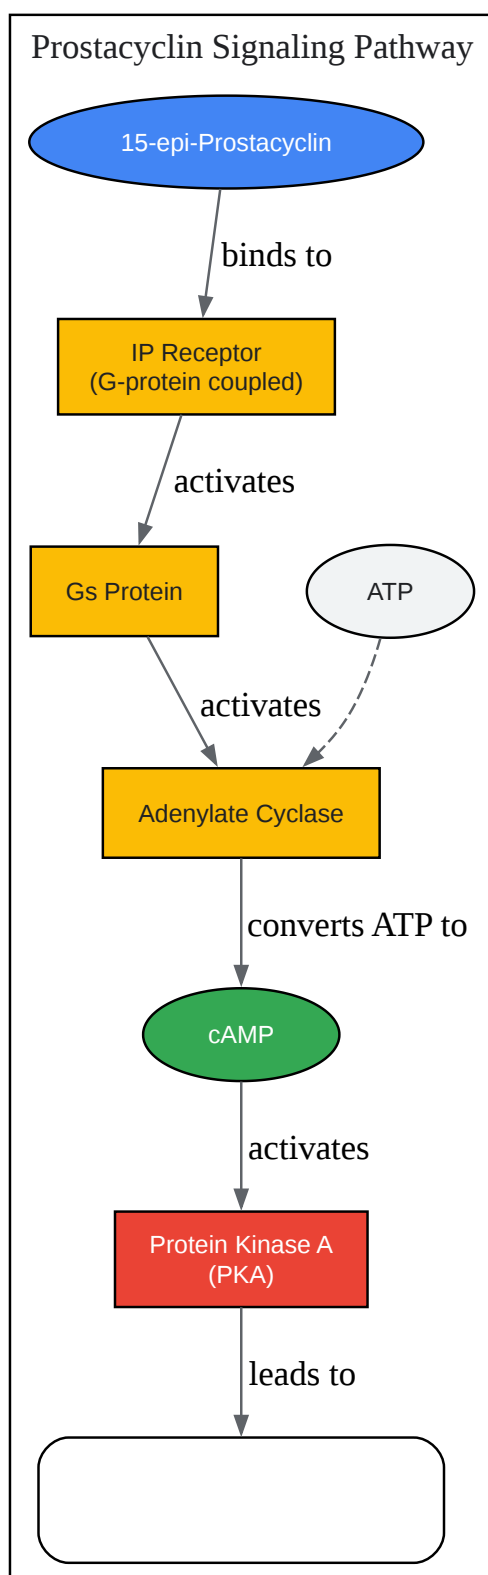 Prostacyclin Signaling Pathway
15-epi-Prostacyclin
binds to
IP Receptor
(G-protein coupled)
activates
Gs Protein
ATP
activates
Adenylate Cyclase
converts ATP to
cAMP
activates
Protein Kinase A
(PKA)
leads to